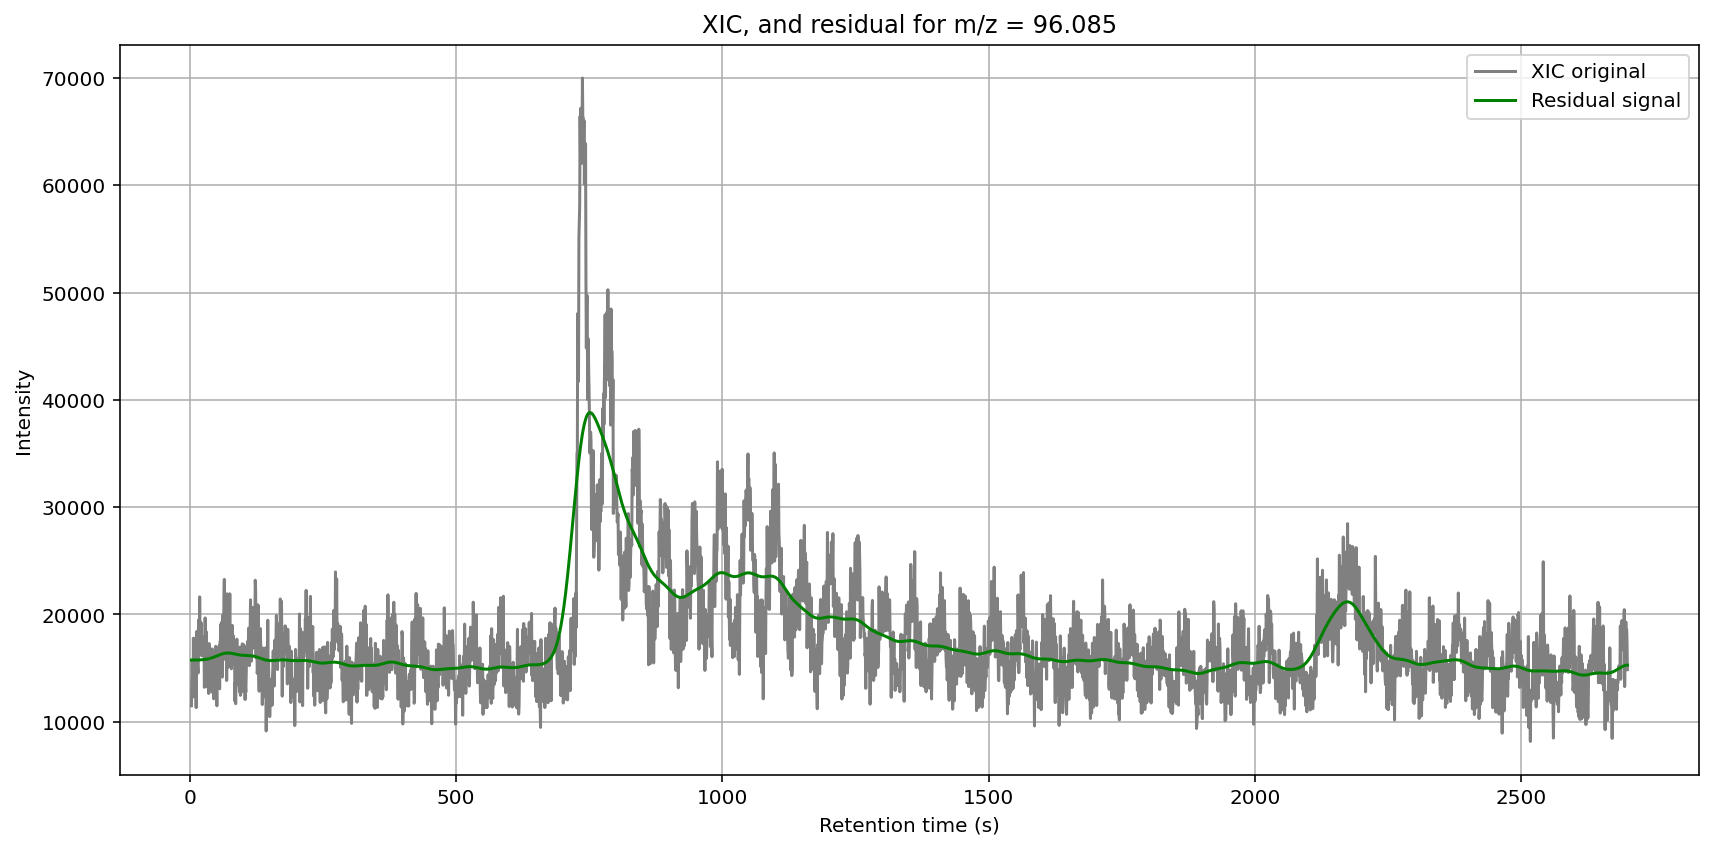 XIC, and residual for m/z = 96.085
XIC original
Residual signal
70000
60000
50000
40000
30000
20000
10000
Intensity
0 500 1000 1500 2000 2500
Retention time (s)